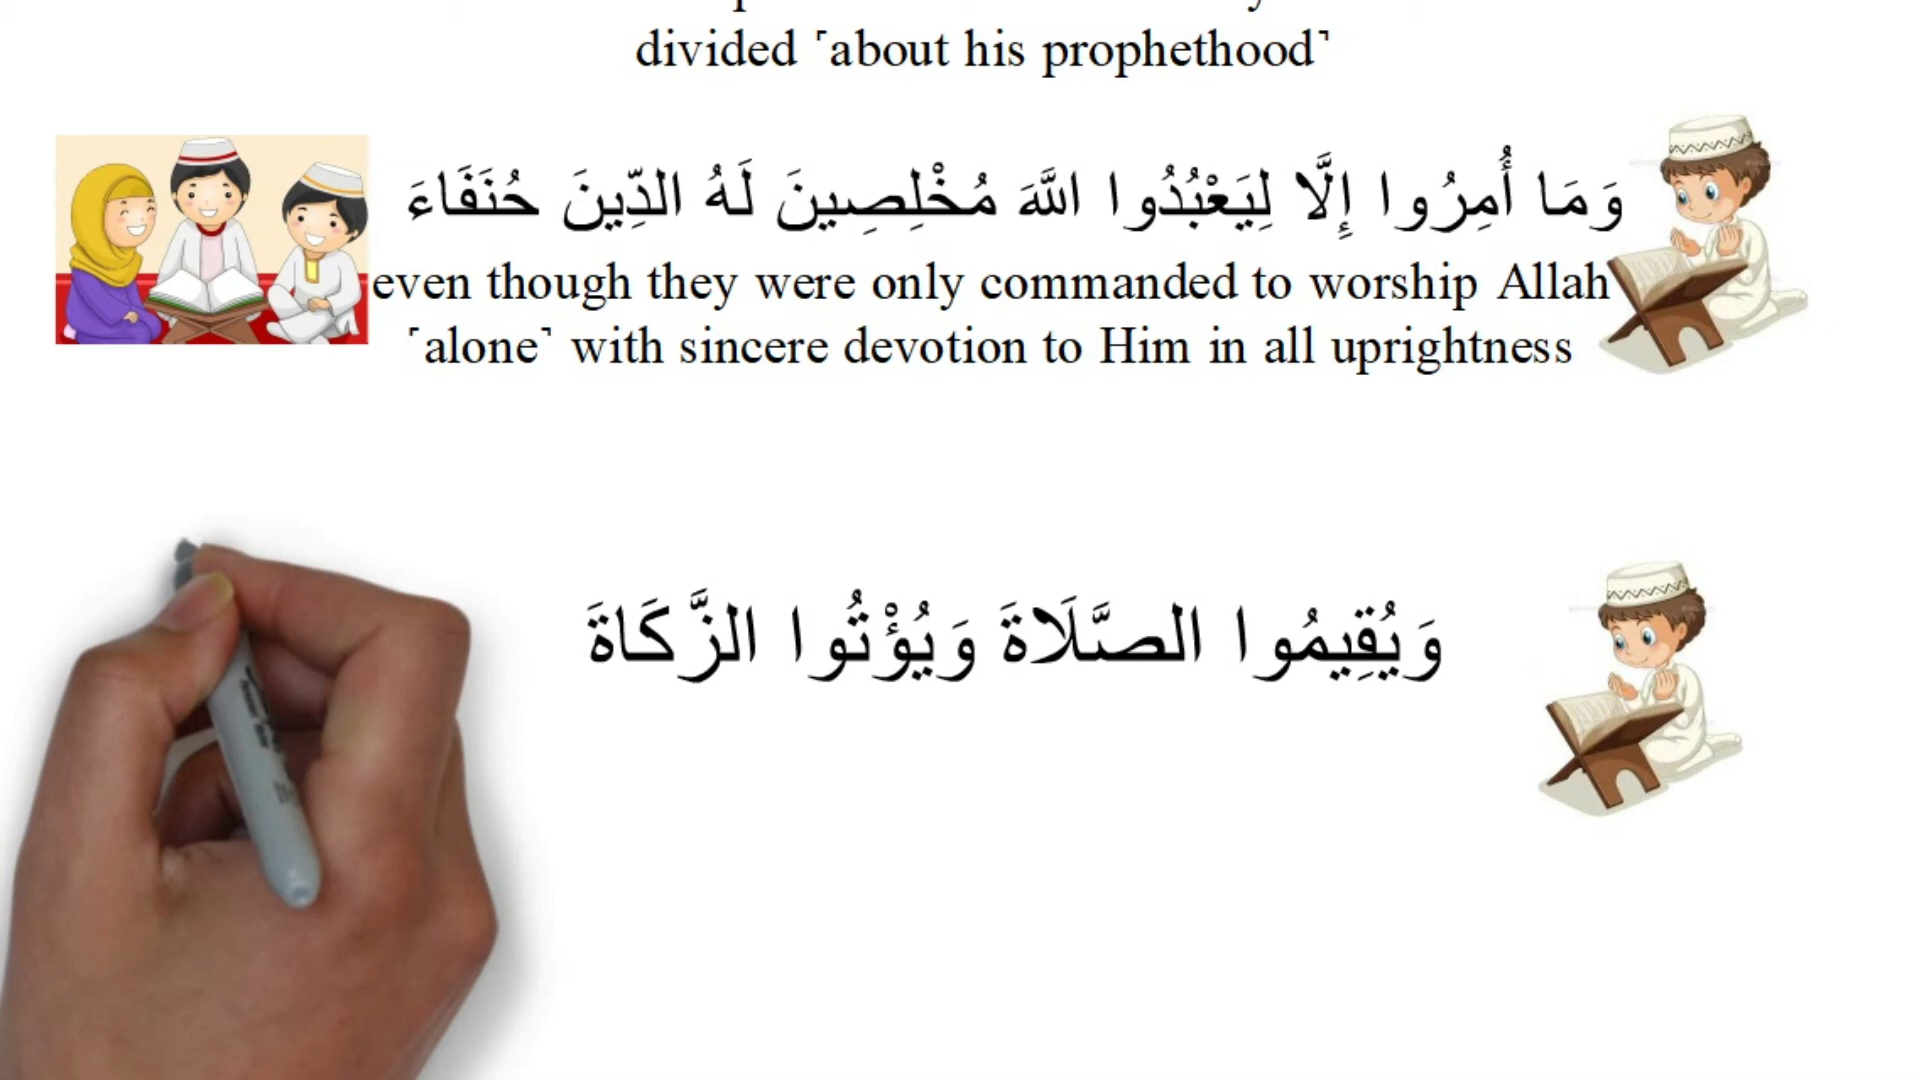 divided ˹about his prophethood˺
وَمَا أُمِرُوا إِلَّا لِيَعْبُدُوا اللَّهَ مُخْلِصِينَ لَهُ الدِّينَ حُنَفَاءَ
even though they were only commanded to worship Allah
˹alone˺ with sincere devotion to Him in all uprightness
وَيُقِيمُوا الصَّلَاةَ وَيُؤْتُوا الزَّكَاةَ